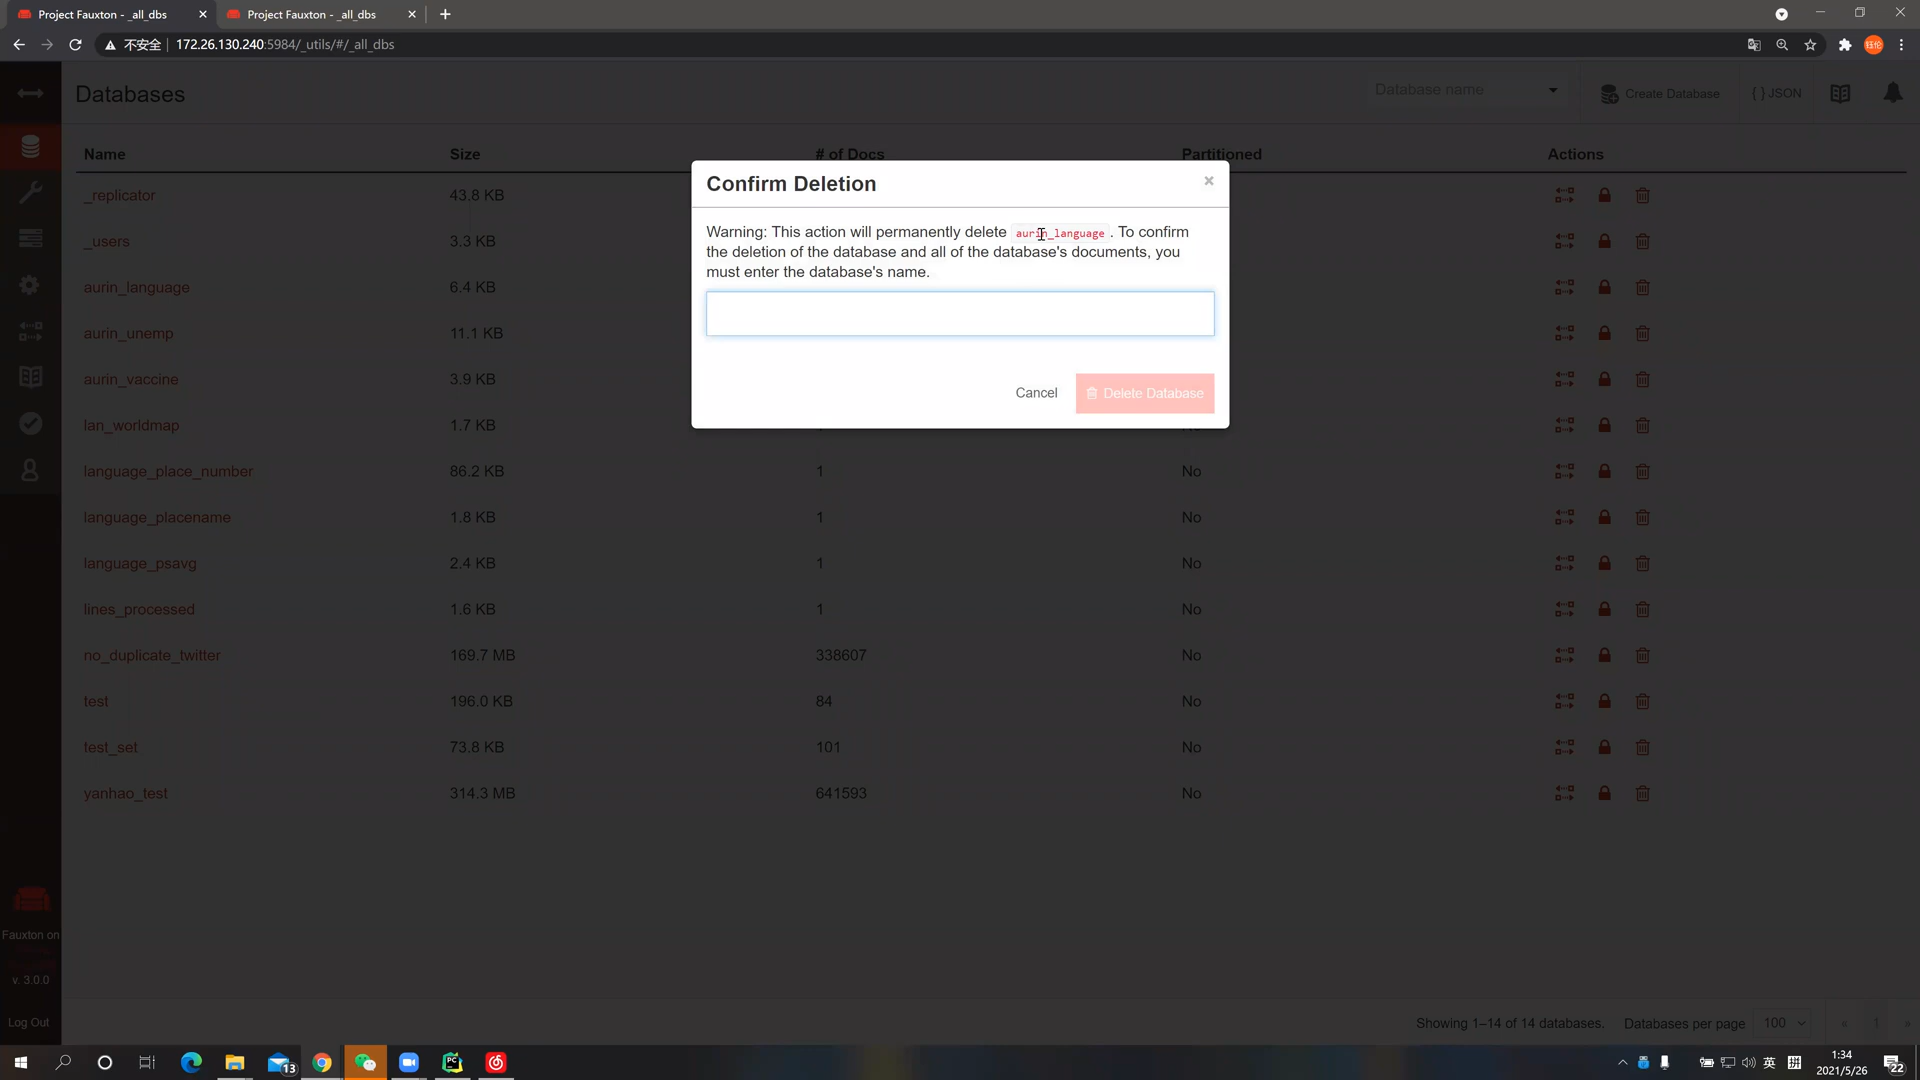 Project Fauxton - _all_dbs
Project Fauxton - _all_dbs
不安全
172.26.130.240:5984/_utils/#/_all_dbs
钰伦
Databases
Database name
Create Database
{ } JSON
Name Size # of Docs Partitioned Actions
_replicator 43.8 KB
_users 3.3 KB
aurin_language 6.4 KB
aurin_unemp 11.1 KB
aurin_vaccine 3.9 KB
lan_worldmap 1.7 KB
language_place_number 86.2 KB 1 No
language_placename 1.8 KB 1 No
language_psavg 2.4 KB 1 No
lines_processed 1.6 KB 1 No
no_duplicate_twitter 169.7 MB 338607 No
test 196.0 KB 84 No
test_set 73.8 KB 101 No
yanhao_test 314.3 MB 641593 No
Confirm Deletion
×
Warning: This action will permanently delete aurin_language. To confirm
the deletion of the database and all of the database's documents, you
must enter the database's name.
Cancel
Delete Database
Fauxton on
v. 3.0.0
Log Out
Showing 1–14 of 14 databases.
Databases per page 100
« 1 »
13
PC
英
拼
1:34
2021/5/26
22